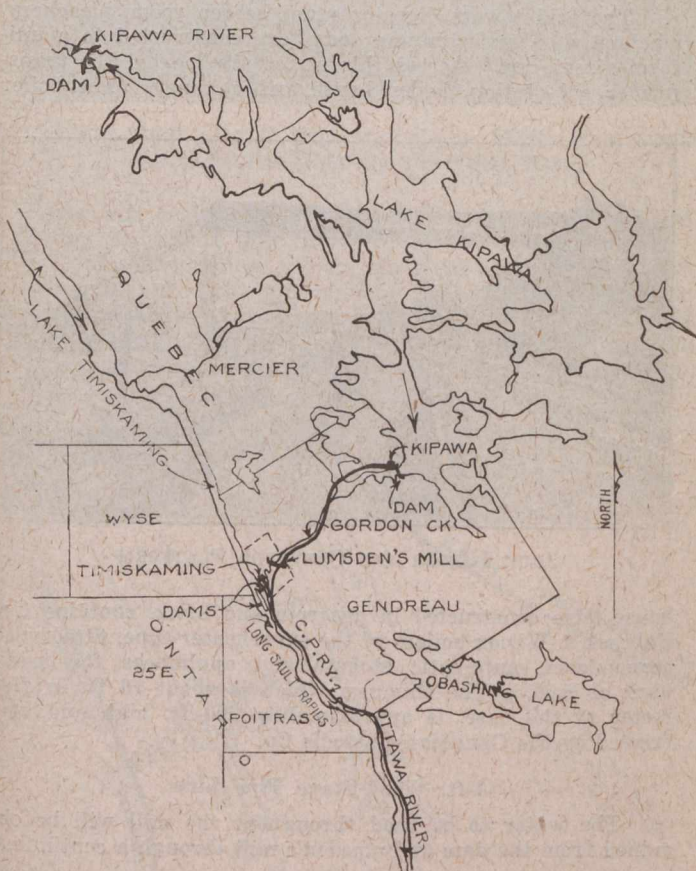 KIPAWA RIVER
DAM
LAKE KIPAWA
QUEBEC
LAKE TIMISKAMING
MERCIER
KIPAWA
DAM
GORDON CK
NORTH
WYSE
LUMSDEN'S MILL
TIMISKAMING
DAMS
GENDREAU
ONTARIO
C.P.RY.
LONG SAULT RAPIDS
25E
POITRAS
OBASHING LAKE
OTTAWA RIVER